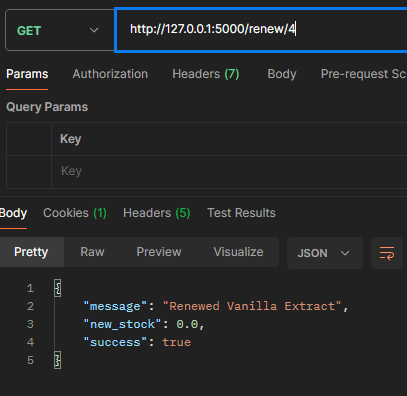 GET
http://127.0.0.1:5000/renew/4
Params Authorization Headers (7) Body Pre-request Sc
Query Params
Key
Key
Body Cookies (1) Headers (5) Test Results
Pretty Raw Preview Visualize JSON
1 {
2 "message": "Renewed Vanilla Extract",
3 "new_stock": 0.0,
4 "success": true
5 }